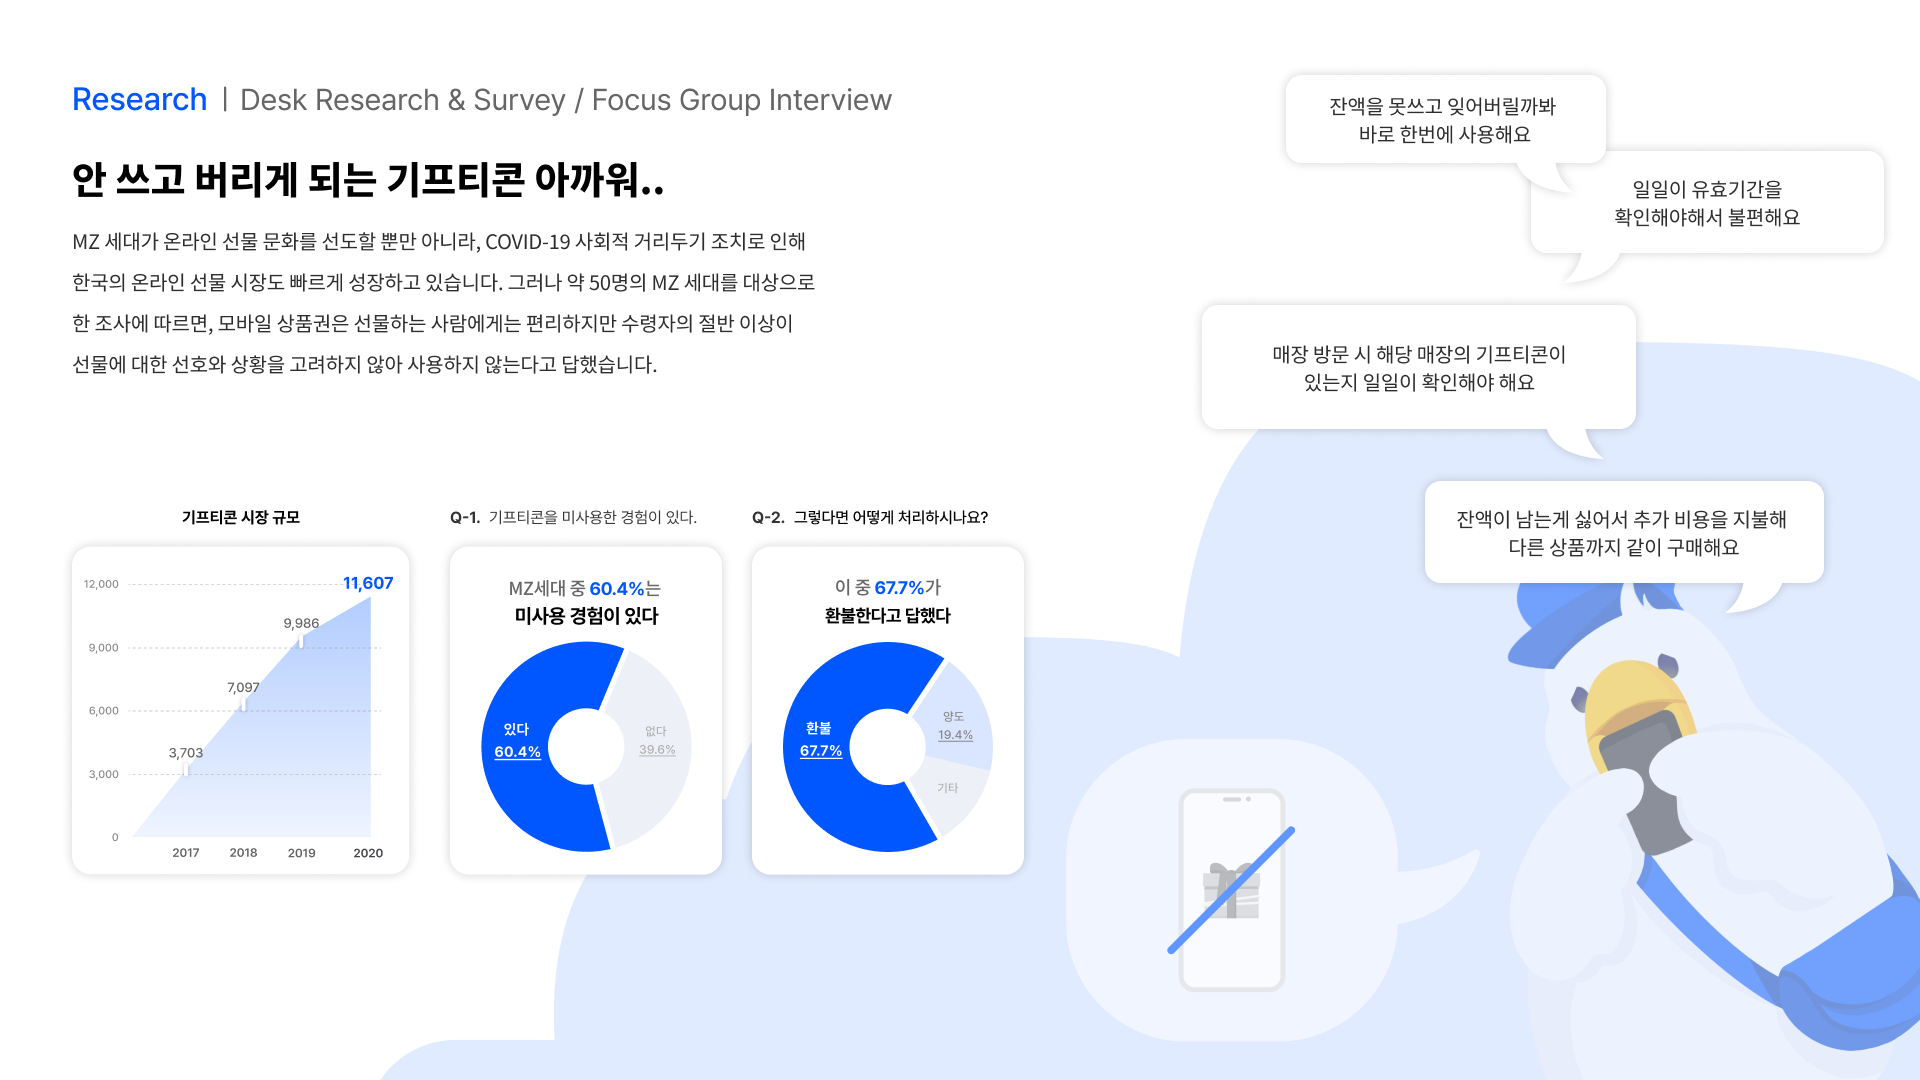 Research | Desk Research & Survey / Focus Group Interview
안 쓰고 버리게 되는 기프티콘 아까워..
MZ 세대가 온라인 선물 문화를 선도할 뿐만 아니라, COVID-19 사회적 거리두기 조치로 인해
한국의 온라인 선물 시장도 빠르게 성장하고 있습니다. 그러나 약 50명의 MZ 세대를 대상으로
한 조사에 따르면, 모바일 상품권은 선물하는 사람에게는 편리하지만 수령자의 절반 이상이
선물에 대한 선호와 상황을 고려하지 않아 사용하지 않는다고 답했습니다.
기프티콘 시장 규모
12,000
9,000
6,000
3,000
0
3,703
7,097
9,986
11,607
2017
2018
2019
2020
Q-1. 기프티콘을 미사용한 경험이 있다.
MZ세대 중 60.4%는
미사용 경험이 있다
있다
60.4%
없다
39.6%
Q-2. 그렇다면 어떻게 처리하시나요?
이 중 67.7%가
환불한다고 답했다
환불
67.7%
양도
19.4%
기타
잔액을 못쓰고 잊어버릴까봐
바로 한번에 사용해요
일일이 유효기간을
확인해야해서 불편해요
매장 방문 시 해당 매장의 기프티콘이
있는지 일일이 확인해야 해요
잔액이 남는게 싫어서 추가 비용을 지불해
다른 상품까지 같이 구매해요